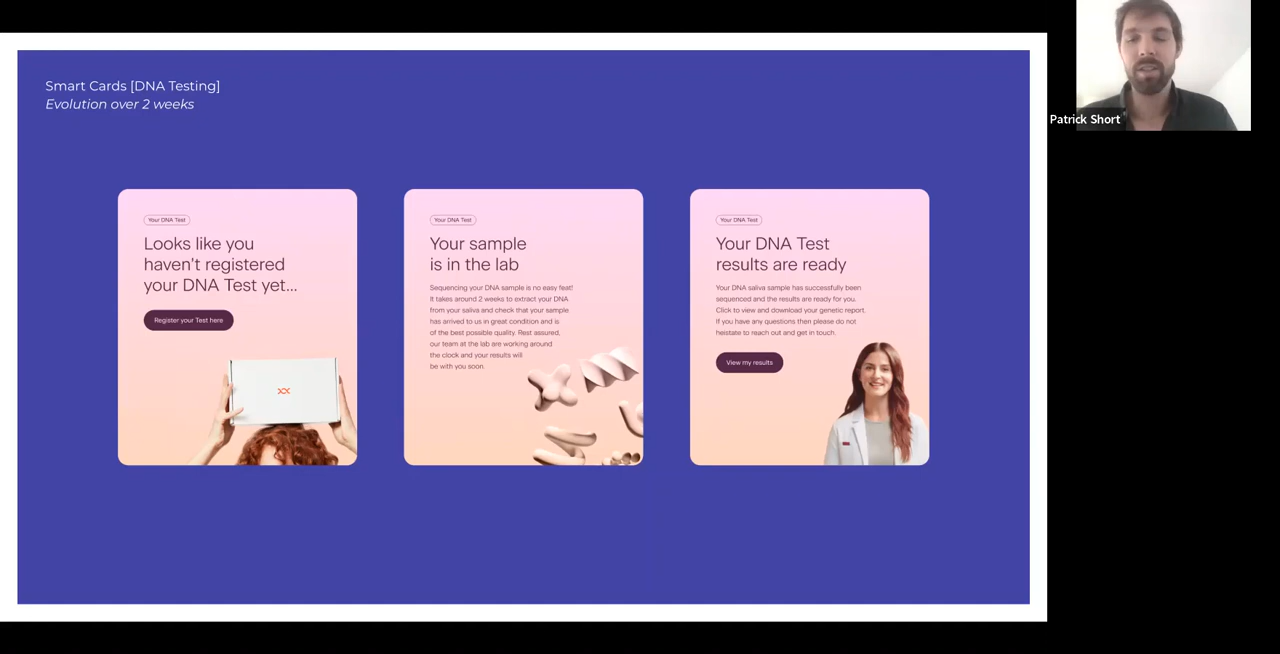 Smart Cards [DNA Testing]
Evolution over 2 weeks
Patrick Short
Your DNA Test
Looks like you
haven't registered
your DNA Test yet...
Register your Test here
Your DNA Test
Your sample
is in the lab
Sequencing your DNA sample is no easy feat!
It takes around 2 weeks to extract your DNA
from your saliva and check that your sample
has arrived to us in great condition and is
of the best possible quality. Rest assured,
our team at the lab are working around
the clock and your results will
be with you soon.
Your DNA Test
Your DNA Test
results are ready
Your DNA saliva sample has successfully been
sequenced and the results are ready for you.
Click to view and download your genetic report.
If you have any questions then please do not
heistate to reach out and get in touch.
View my results